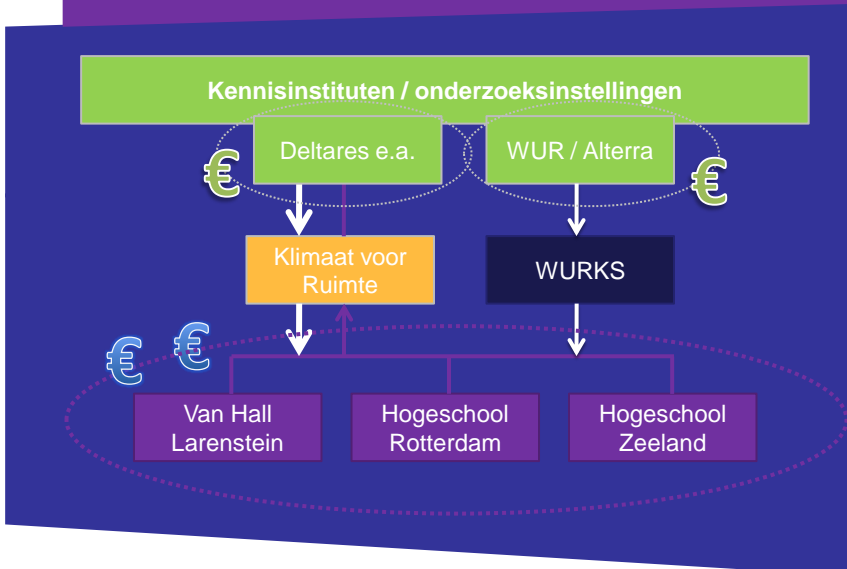 Kennisinstituten / onderzoeksinstellingen
Deltares e.a.
WUR / Alterra
€
€
Klimaat voor
Ruimte
WURKS
€
€
Van Hall
Larenstein
Hogeschool
Rotterdam
Hogeschool
Zeeland